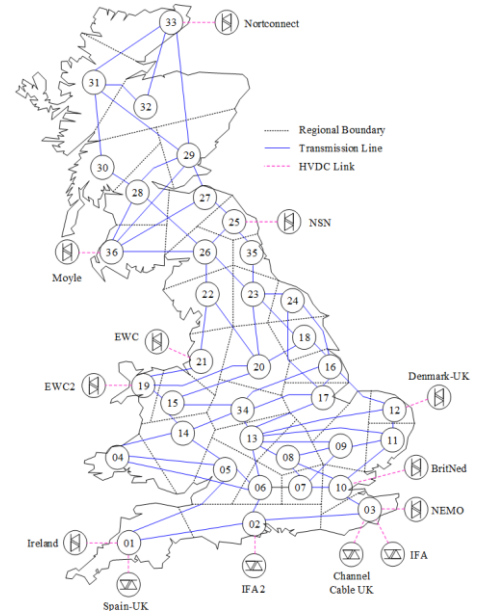 33
Nortconnect
31
32
Regional Boundary
Transmission Line
HVDC Link
29
30
28
27
25
NSN
36
26
35
Moyle
22
23
24
EWC
18
21
20
16
Denmark-UK
EWC2
19
15
17
34
12
14
13
11
04
08
09
05
BritNed
06
07
10
03
NEMO
02
Ireland
01
IFA
Channel
Cable UK
IFA2
Spain-UK